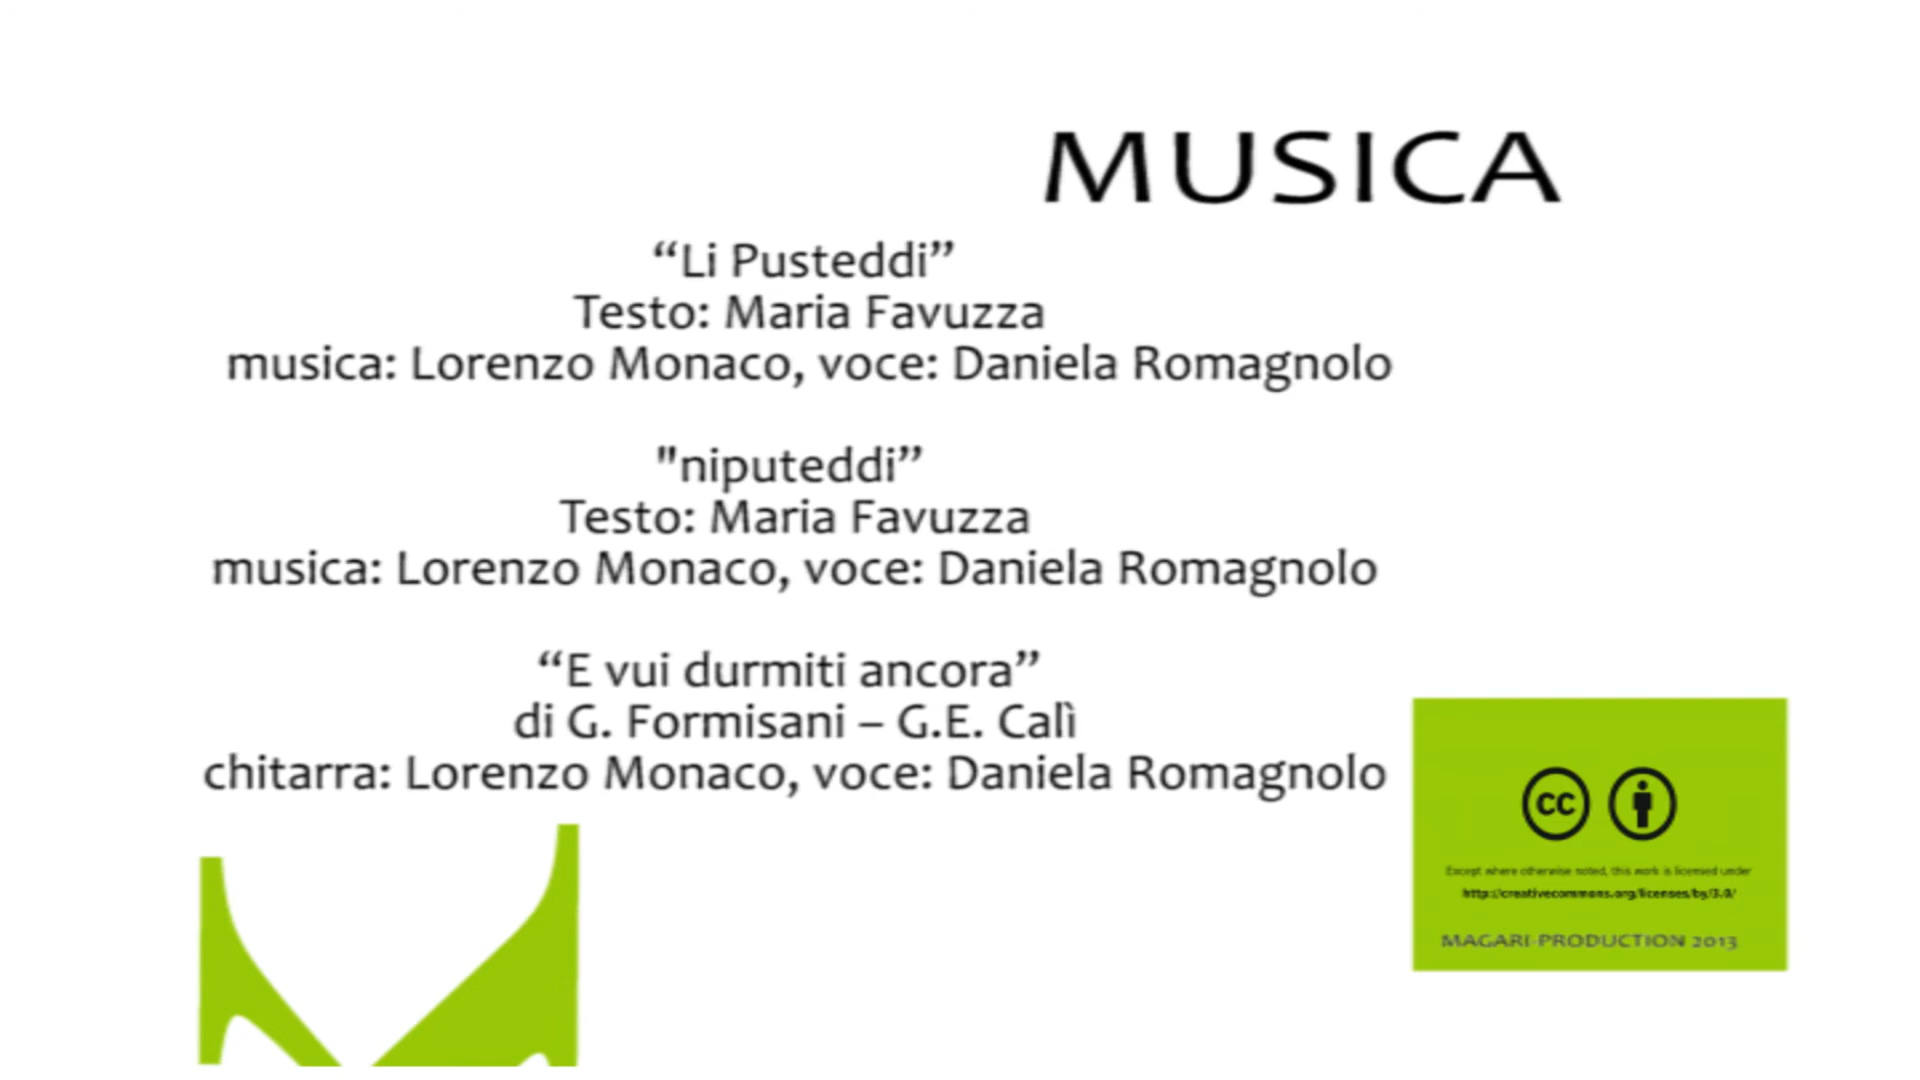 MUSICA
“Li Pusteddi”
Testo: Maria Favuzza
musica: Lorenzo Monaco, voce: Daniela Romagnolo
"niputeddi”
Testo: Maria Favuzza
musica: Lorenzo Monaco, voce: Daniela Romagnolo
“E vui durmiti ancora”
di G. Formisani – G.E. Calì
chitarra: Lorenzo Monaco, voce: Daniela Romagnolo
cc
Except where otherwise noted, this work is licensed under
http://creativecommons.org/licenses/by/3.0/
MAGARI-PRODUCTION 2013